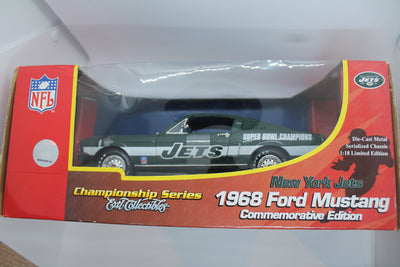 NFL
JETS
SUPER BOWL CHAMPIONS
JETS
Die-Cast Metal
Serialized Chassis
1:18 Limited Edition
Championship Series
Ertl Collectibles
New York Jets
1968 Ford Mustang
Commemorative Edition